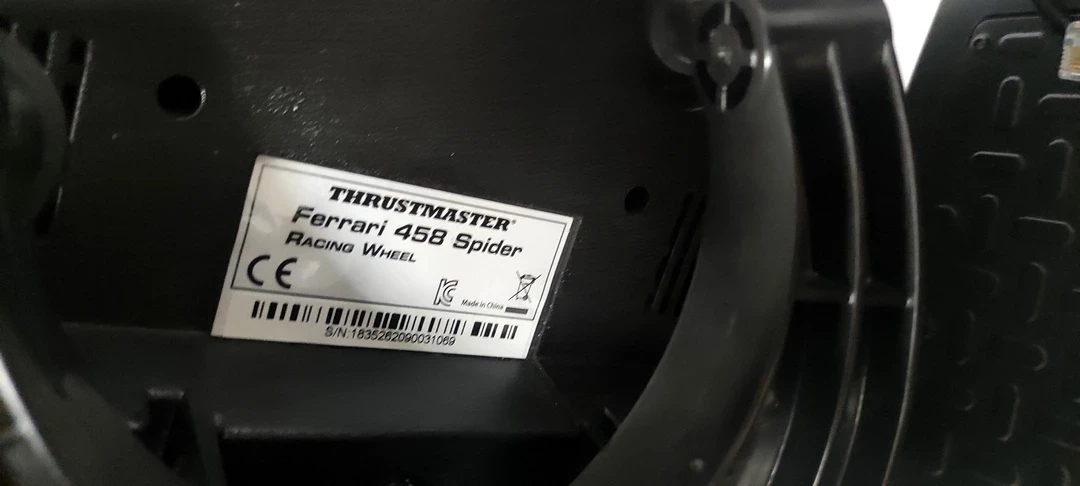 THRUSTMASTER®
Ferrari 458 Spider
RACING WHEEL
CE
Made in China
S/N:1835262090031069